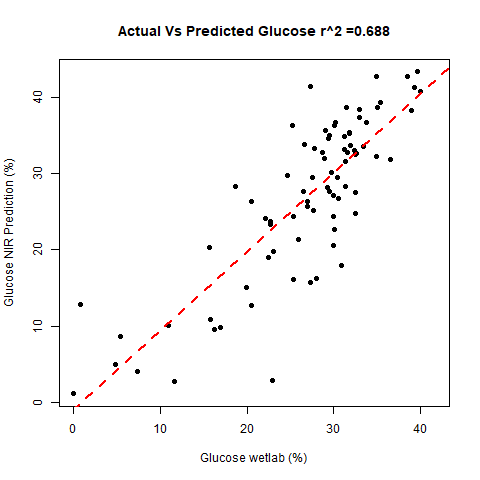 Actual Vs Predicted Glucose r^2 =0.688
Glucose NIR Prediction (%)
40
30
20
10
0
0 10 20 30 40
Glucose wetlab (%)